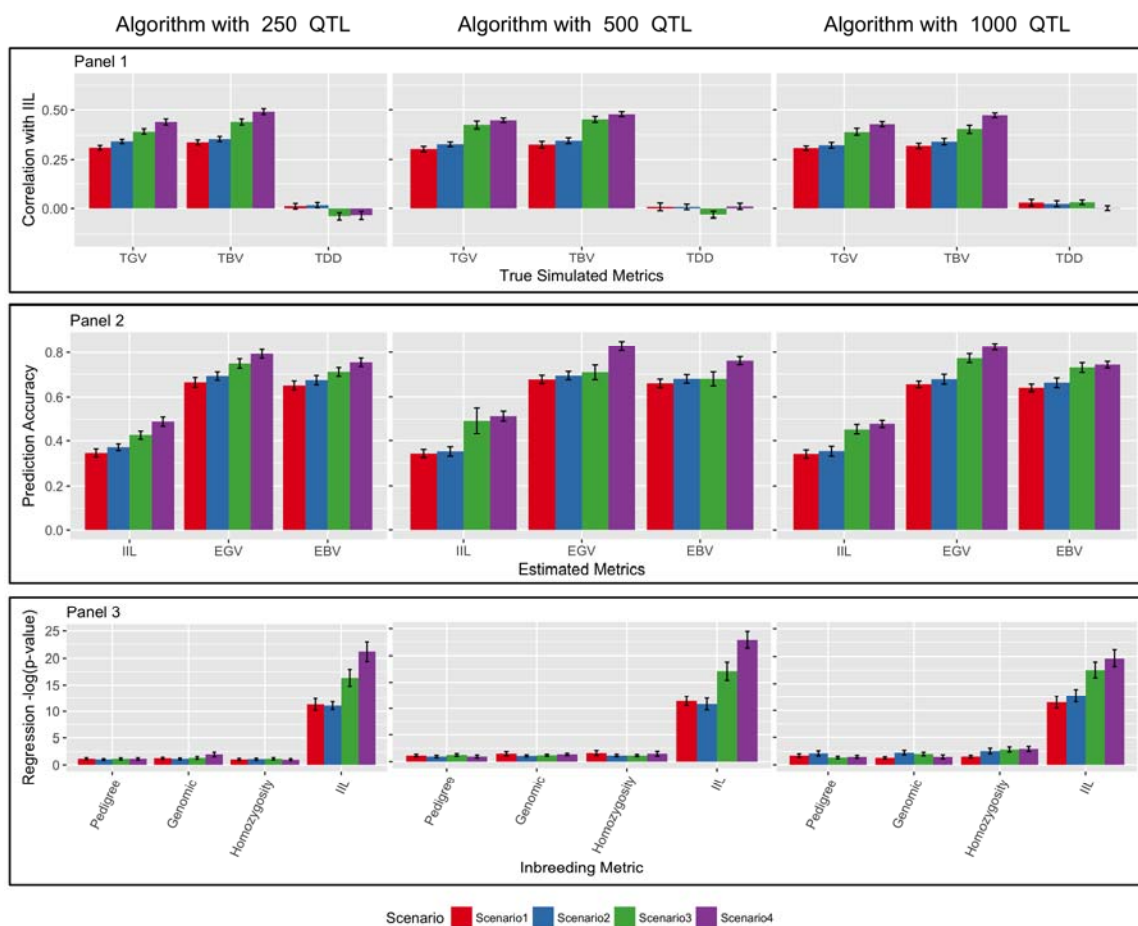 Algorithm with 250 QTL Algorithm with 500 QTL Algorithm with 1000 QTL
Panel 1
Correlation with IIL
0.50
0.25
0.00
TGV TBV TDD TGV TBV TDD TGV TBV TDD
True Simulated Metrics
Panel 2
Prediction Accuracy
0.8
0.6
0.4
0.2
0.0
IIL EGV EBV IIL EGV EBV IIL EGV EBV
Estimated Metrics
Panel 3
Regression -log(p-value)
25
20
15
10
5
0
Pedigree Genomic Homozygosity IIL Pedigree Genomic Homozygosity IIL Pedigree Genomic Homozygosity IIL
Inbreeding Metric
Scenario Scenario1 Scenario2 Scenario3 Scenario4